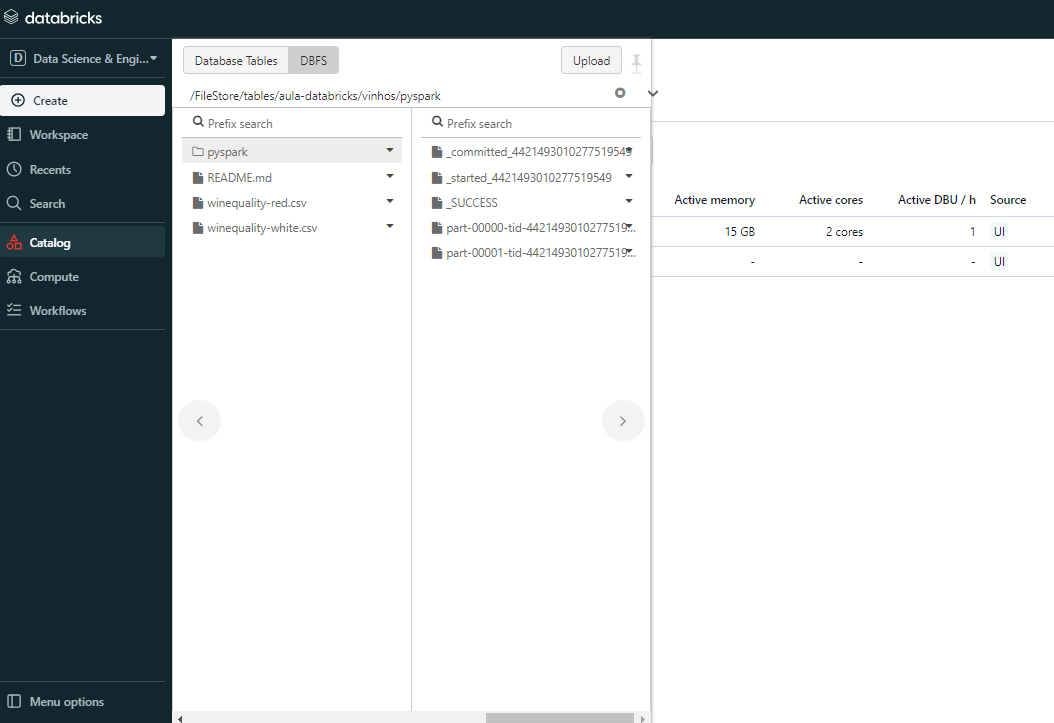 databricks
D Data Science & Engi...
Create
Workspace
Recents
Search
Catalog
Compute
Workflows
Menu options
Database Tables DBFS Upload
/FileStore/tables/aula-databricks/vinhos/pyspark
Prefix search
pyspark
README.md
winequality-red.csv
winequality-white.csv
Prefix search
_committed_4421493010277519549
_started_4421493010277519549
_SUCCESS
part-00000-tid-4421493010277519...
part-00001-tid-4421493010277519...
Active memory Active cores Active DBU / h Source
15 GB 2 cores 1 UI
- - - UI